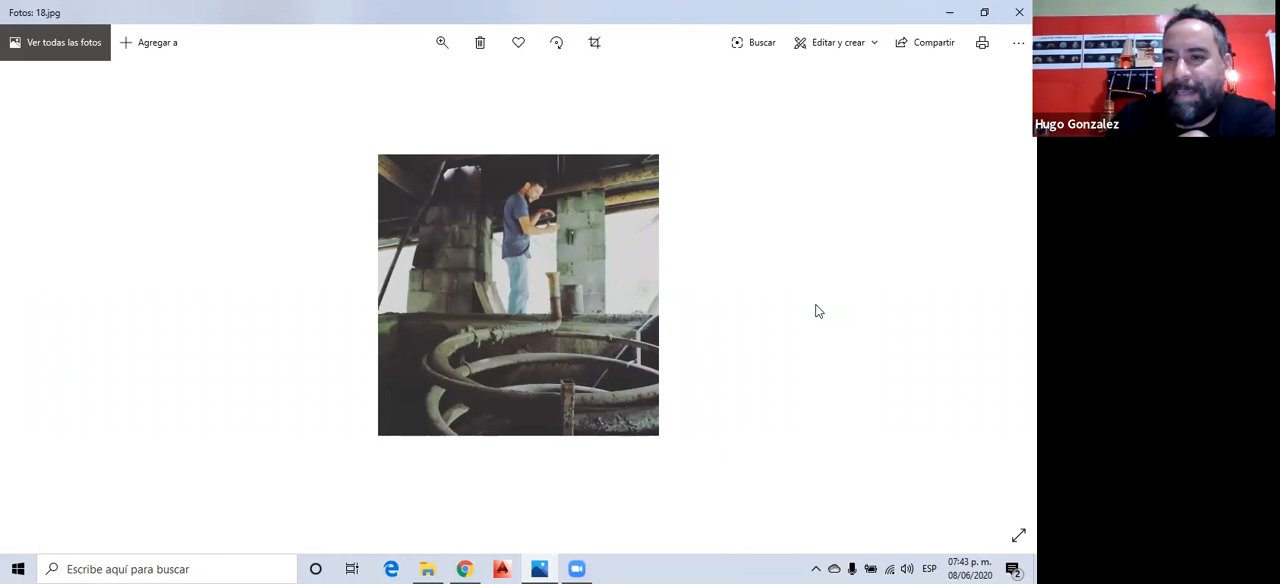 Fotos: 18.jpg
Ver todas las fotos
Agregar a
Buscar
Editar y crear
Compartir
Hugo Gonzalez
Escribe aquí para buscar
ESP
07:43 p. m.
08/06/2020
2